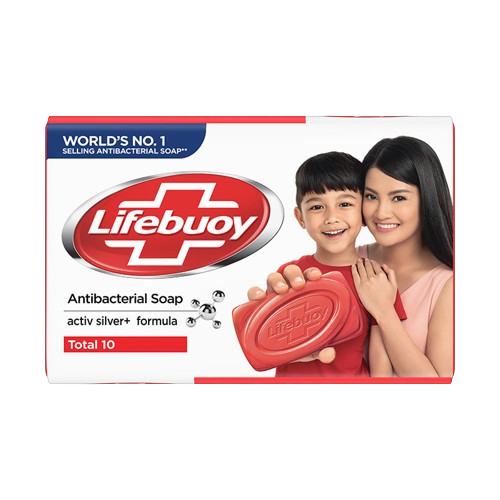 WORLD'S NO. 1
SELLING ANTIBACTERIAL SOAP**
Lifebuoy
Antibacterial Soap
activ silver+ formula
Total 10
Lifebuoy